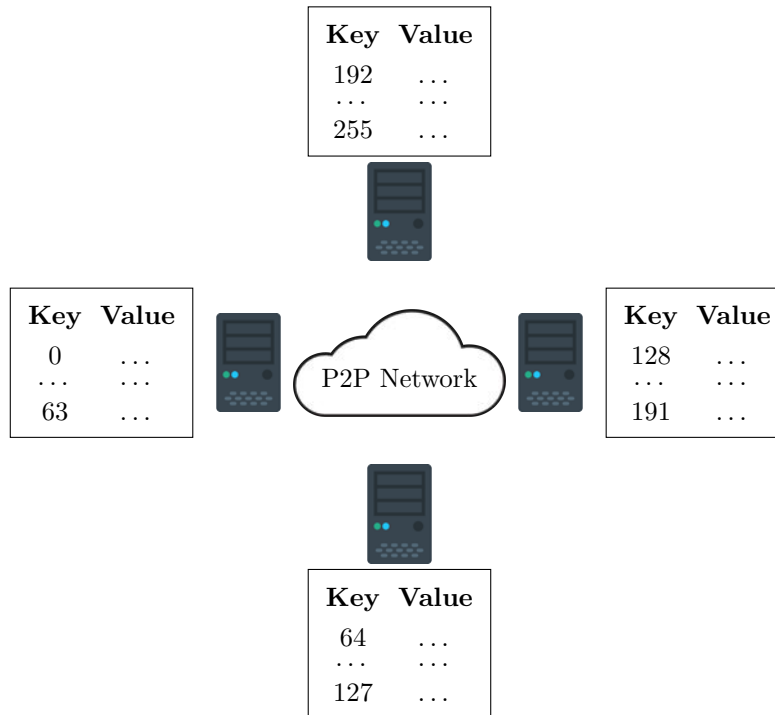 Key Value
192 ...
... ...
255 ...
Key Value
0 ...
... ...
63 ...
P2P Network
Key Value
128 ...
... ...
191 ...
Key Value
64 ...
... ...
127 ...